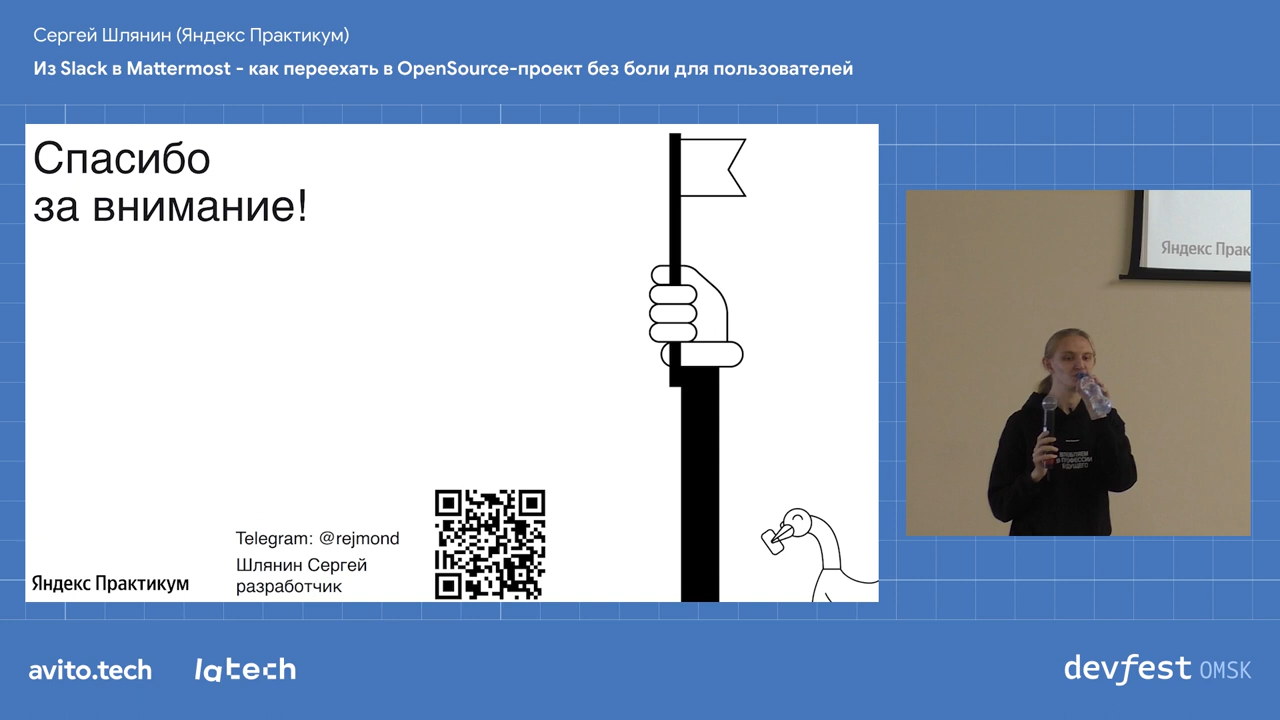 Сергей Шлянин (Яндекс Практикум)
Из Slack в Mattermost - как переехать в OpenSource-проект без боли для пользователей
Спасибо
за внимание!
Telegram: @rejmond
Шлянин Сергей
разработчик
Яндекс Практикум
Яндекс Прак
avito.tech
latech
devfest OMSK